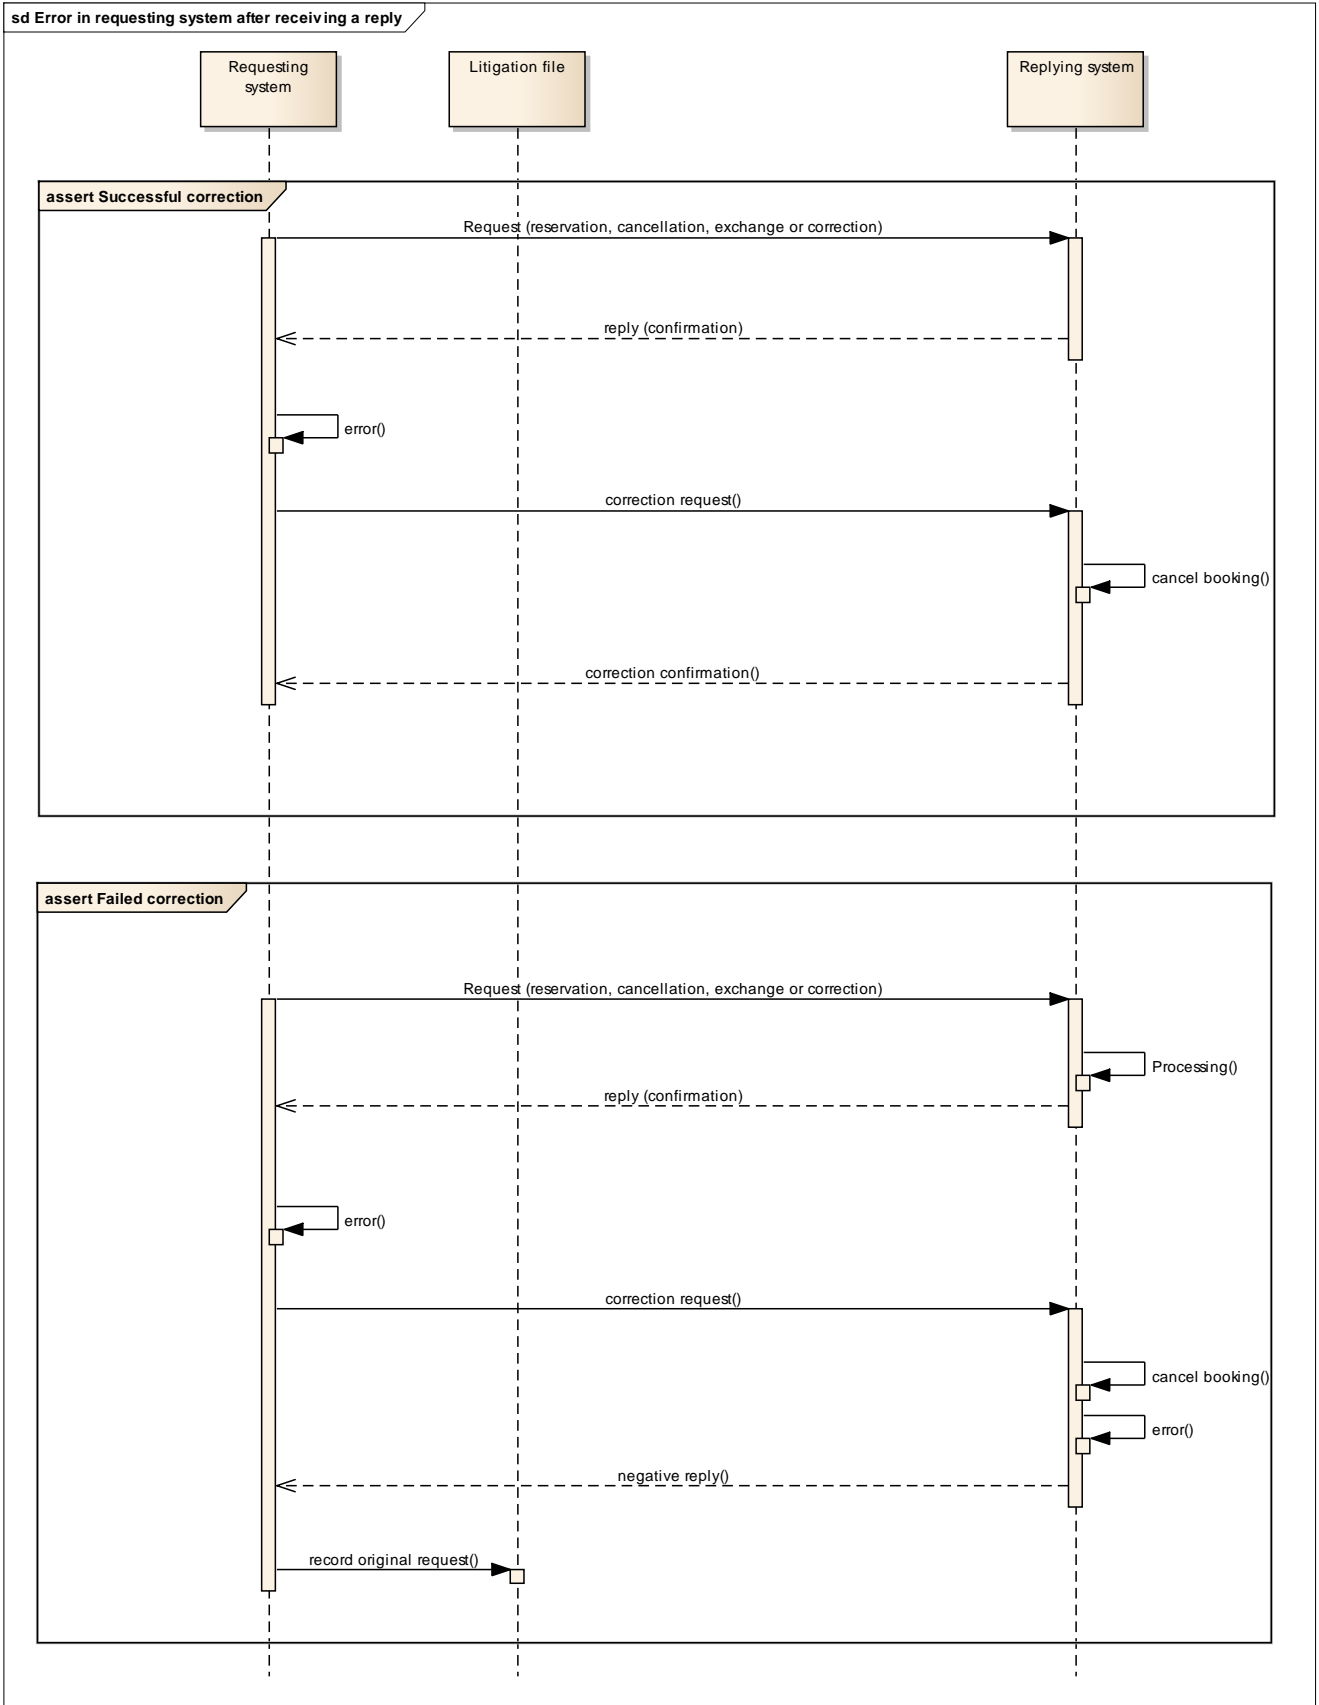 sd Error in requesting system after receiving a reply
Requesting
system
Litigation file
Replying system
assert Successful correction
Request (reservation, cancellation, exchange or correction)
reply (confirmation)
error()
correction request()
cancel booking()
correction confirmation()
assert Failed correction
Request (reservation, cancellation, exchange or correction)
Processing()
reply (confirmation)
error()
correction request()
cancel booking()
error()
negative reply()
record original request()